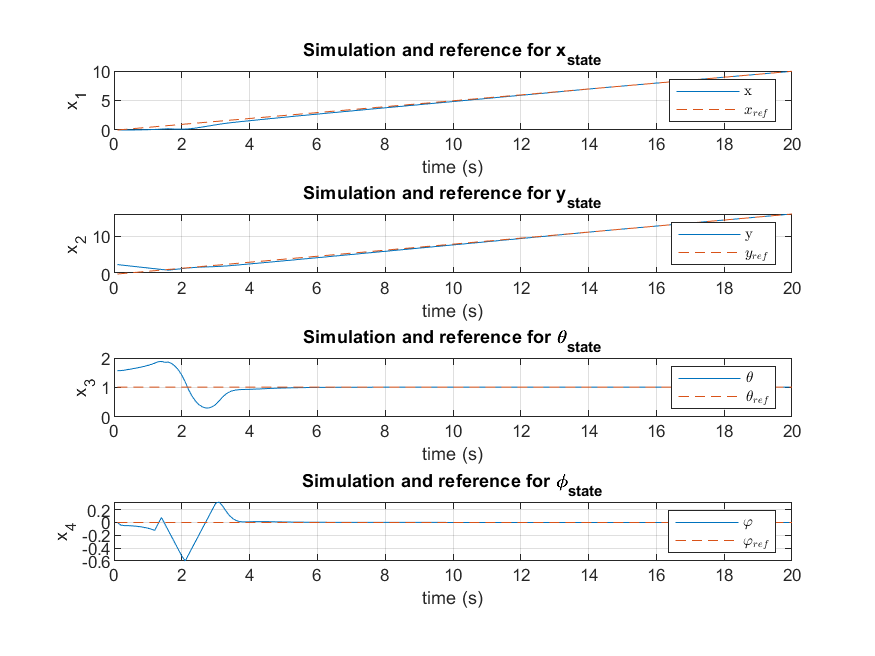 Simulation and reference for x_state
10
5
0
x_1
x
x_ref
0 2 4 6 8 10 12 14 16 18 20
time (s)
Simulation and reference for y_state
10
0
x_2
y
y_ref
0 2 4 6 8 10 12 14 16 18 20
time (s)
Simulation and reference for θ_state
2
1
0
x_3
θ
θ_ref
0 2 4 6 8 10 12 14 16 18 20
time (s)
Simulation and reference for ϕ_state
0.2
0
-0.2
-0.4
-0.6
x_4
φ
φ_ref
0 2 4 6 8 10 12 14 16 18 20
time (s)